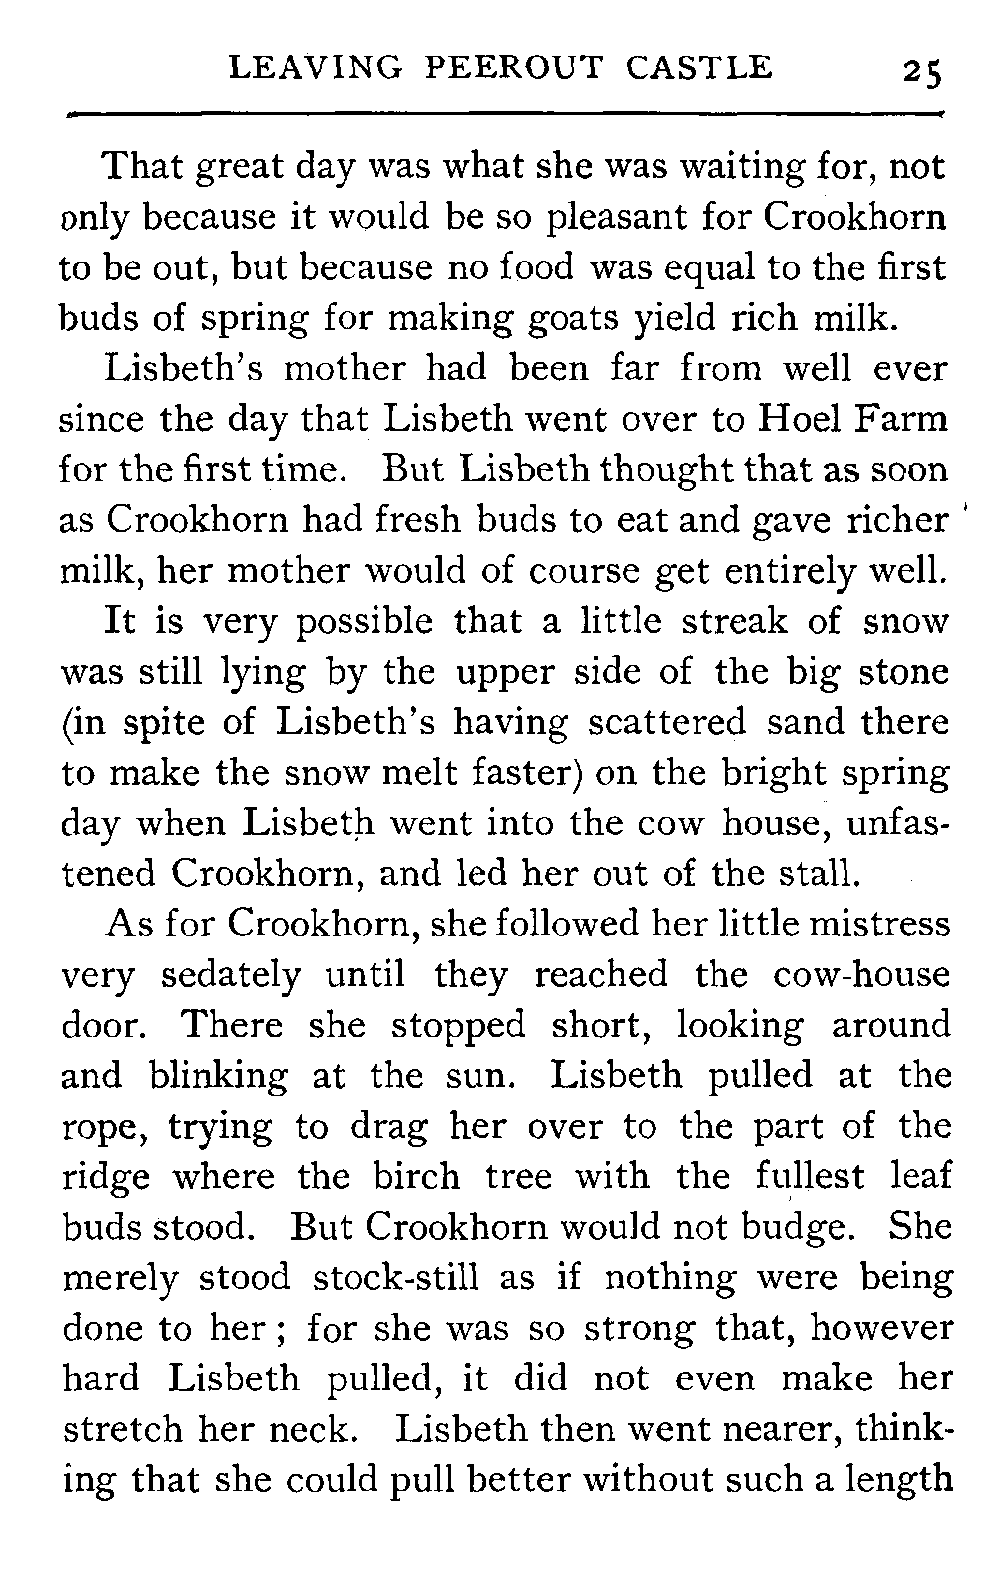 LEAVING PEEROUT CASTLE 25
That great day was what she was waiting for, not
only because it would be so pleasant for Crookhorn
to be out, but because no food was equal to the first
buds of spring for making goats yield rich milk.
Lisbeth's mother had been far from well ever
since the day that Lisbeth went over to Hoel Farm
for the first time. But Lisbeth thought that as soon
as Crookhorn had fresh buds to eat and gave richer
milk, her mother would of course get entirely well.
It is very possible that a little streak of snow
was still lying by the upper side of the big stone
(in spite of Lisbeth's having scattered sand there
to make the snow melt faster) on the bright spring
day when Lisbeth went into the cow house, unfas-
tened Crookhorn, and led her out of the stall.
As for Crookhorn, she followed her little mistress
very sedately until they reached the cow-house
door. There she stopped short, looking around
and blinking at the sun. Lisbeth pulled at the
rope, trying to drag her over to the part of the
ridge where the birch tree with the fullest leaf
buds stood. But Crookhorn would not budge. She
merely stood stock-still as if nothing were being
done to her ; for she was so strong that, however
hard Lisbeth pulled, it did not even make her
stretch her neck. Lisbeth then went nearer, think-
ing that she could pull better without such a length